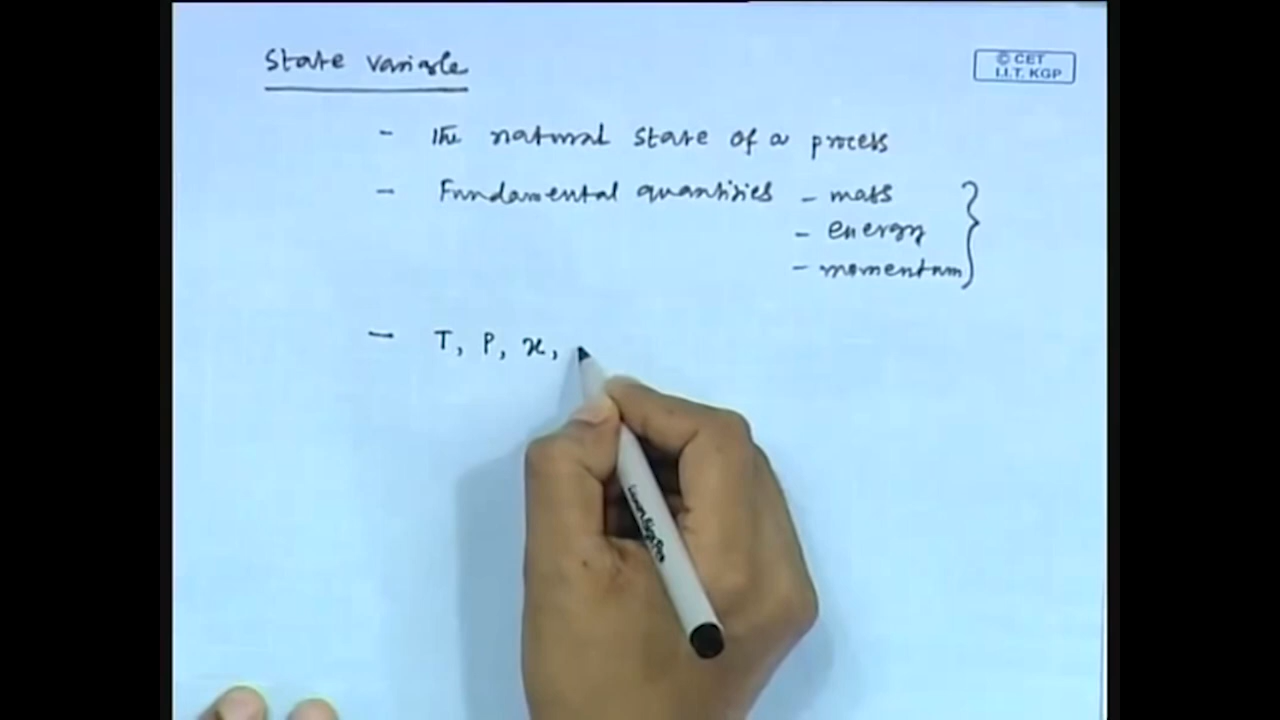 State variable
© CET
I.I.T. KGP
- The natural state of a process
- Fundamental quantities - mass
- energy
- momentum
- T, P, x,